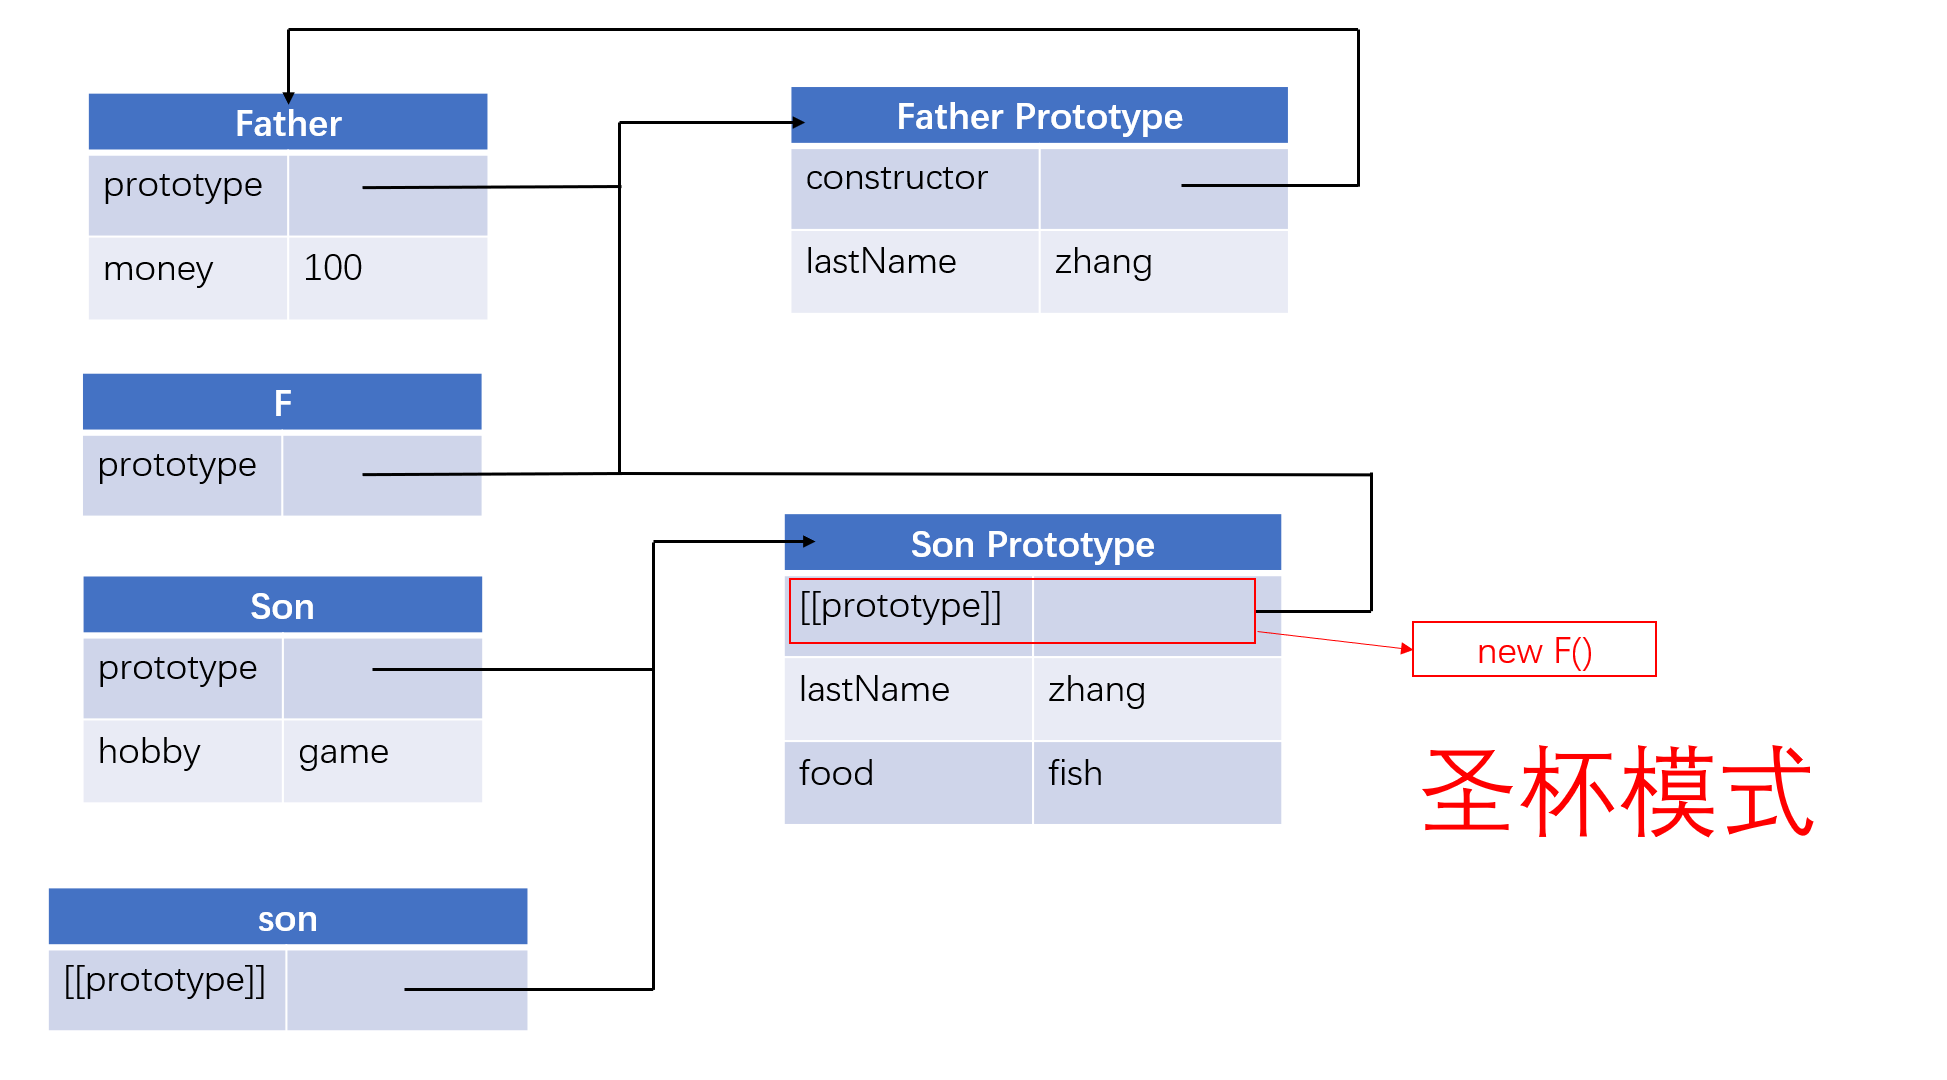 Father
prototype
money 100
Father Prototype
constructor
lastName zhang
F
prototype
Son
prototype
hobby game
Son Prototype
[[prototype]]
lastName zhang
food fish
new F()
圣杯模式
son
[[prototype]]